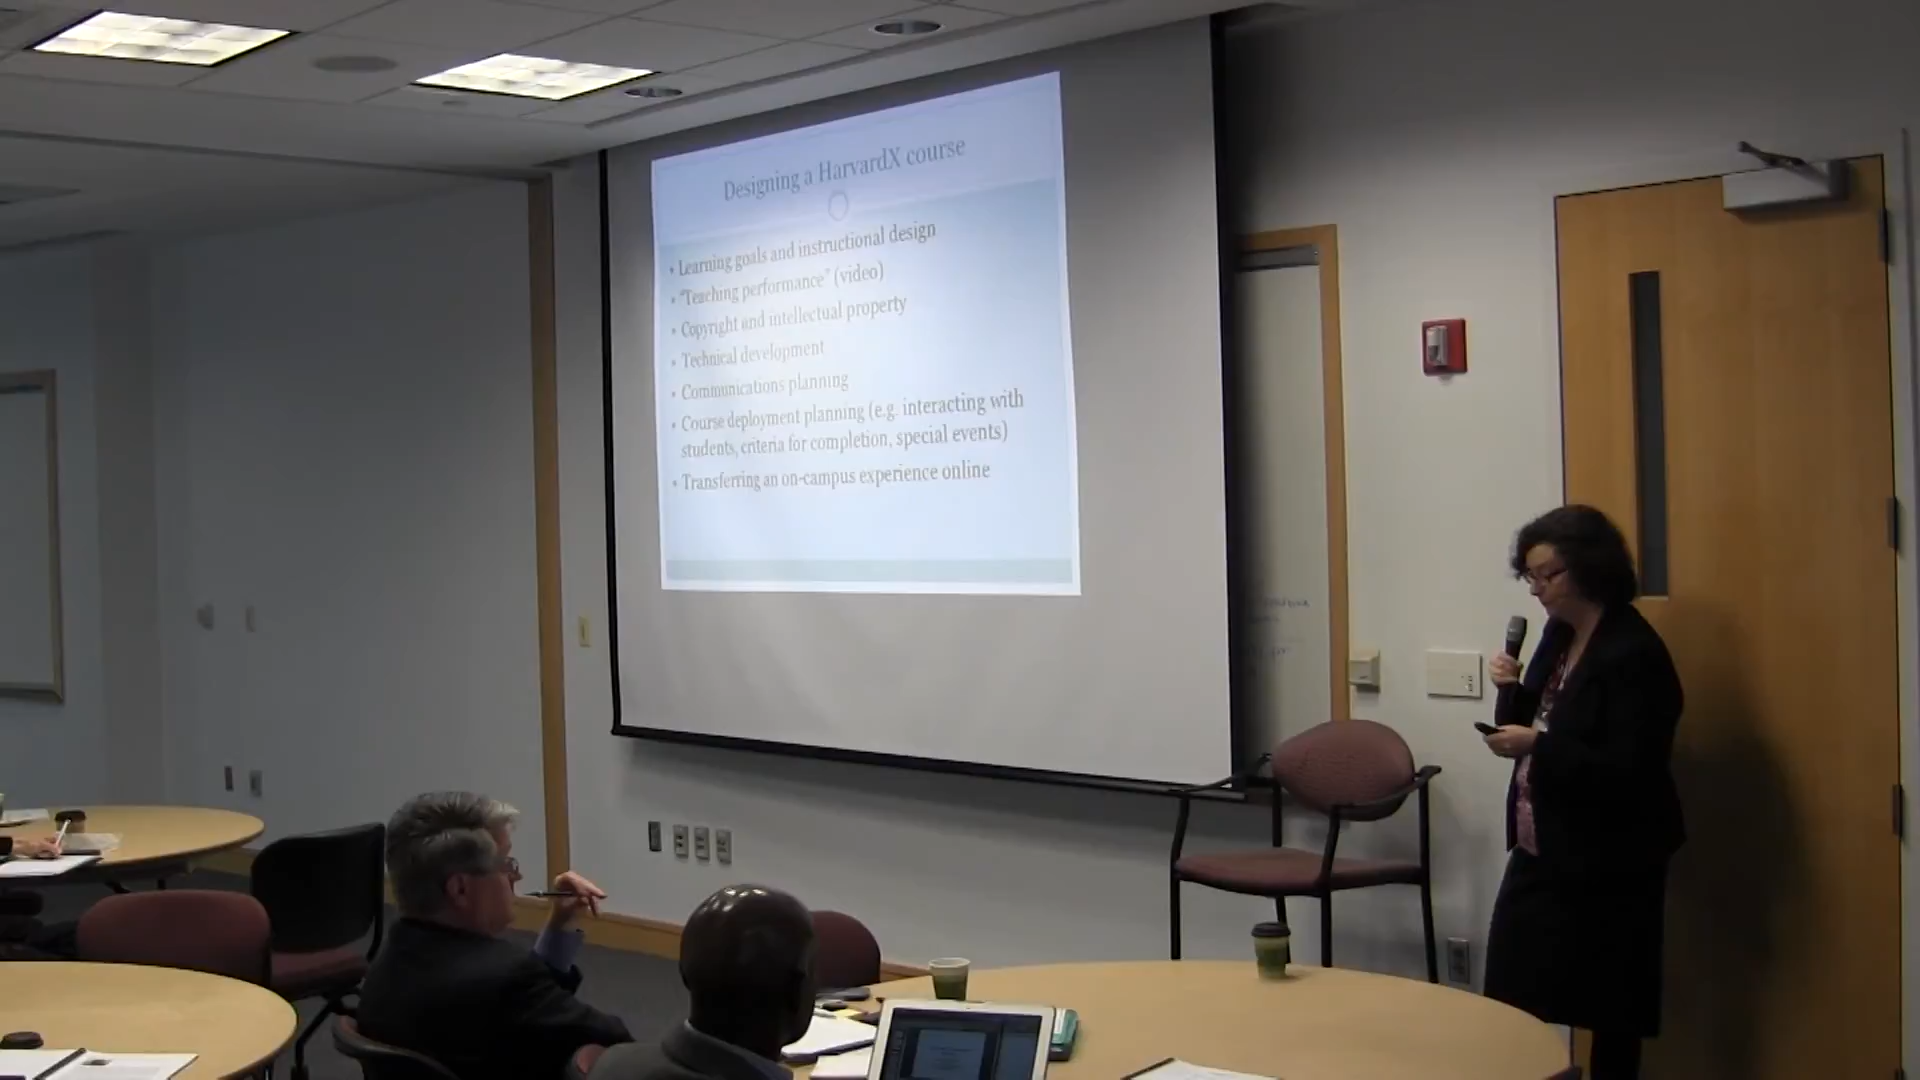 Designing a HarvardX course
• Learning goals and instructional design
• "Teaching performance" (video)
• Copyright and intellectual property
• Technical development
• Communications planning
• Course deployment planning (e.g. interacting with
students, criteria for completion, special events)
• Transferring an on-campus experience online